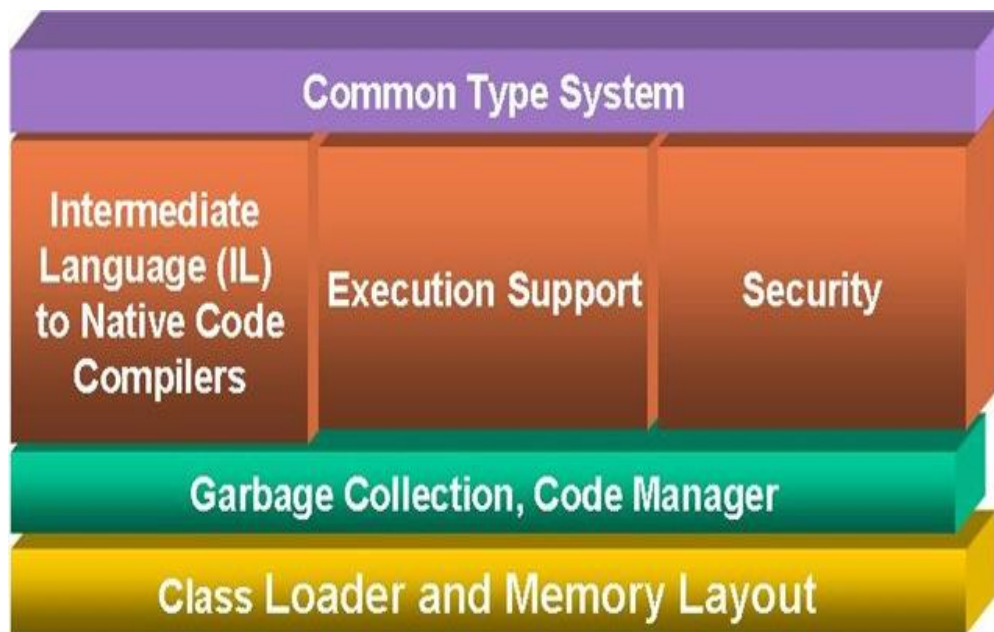 Common Type System
Intermediate
Language (IL)
to Native Code
Compilers
Execution Support
Security
Garbage Collection, Code Manager
Class Loader and Memory Layout